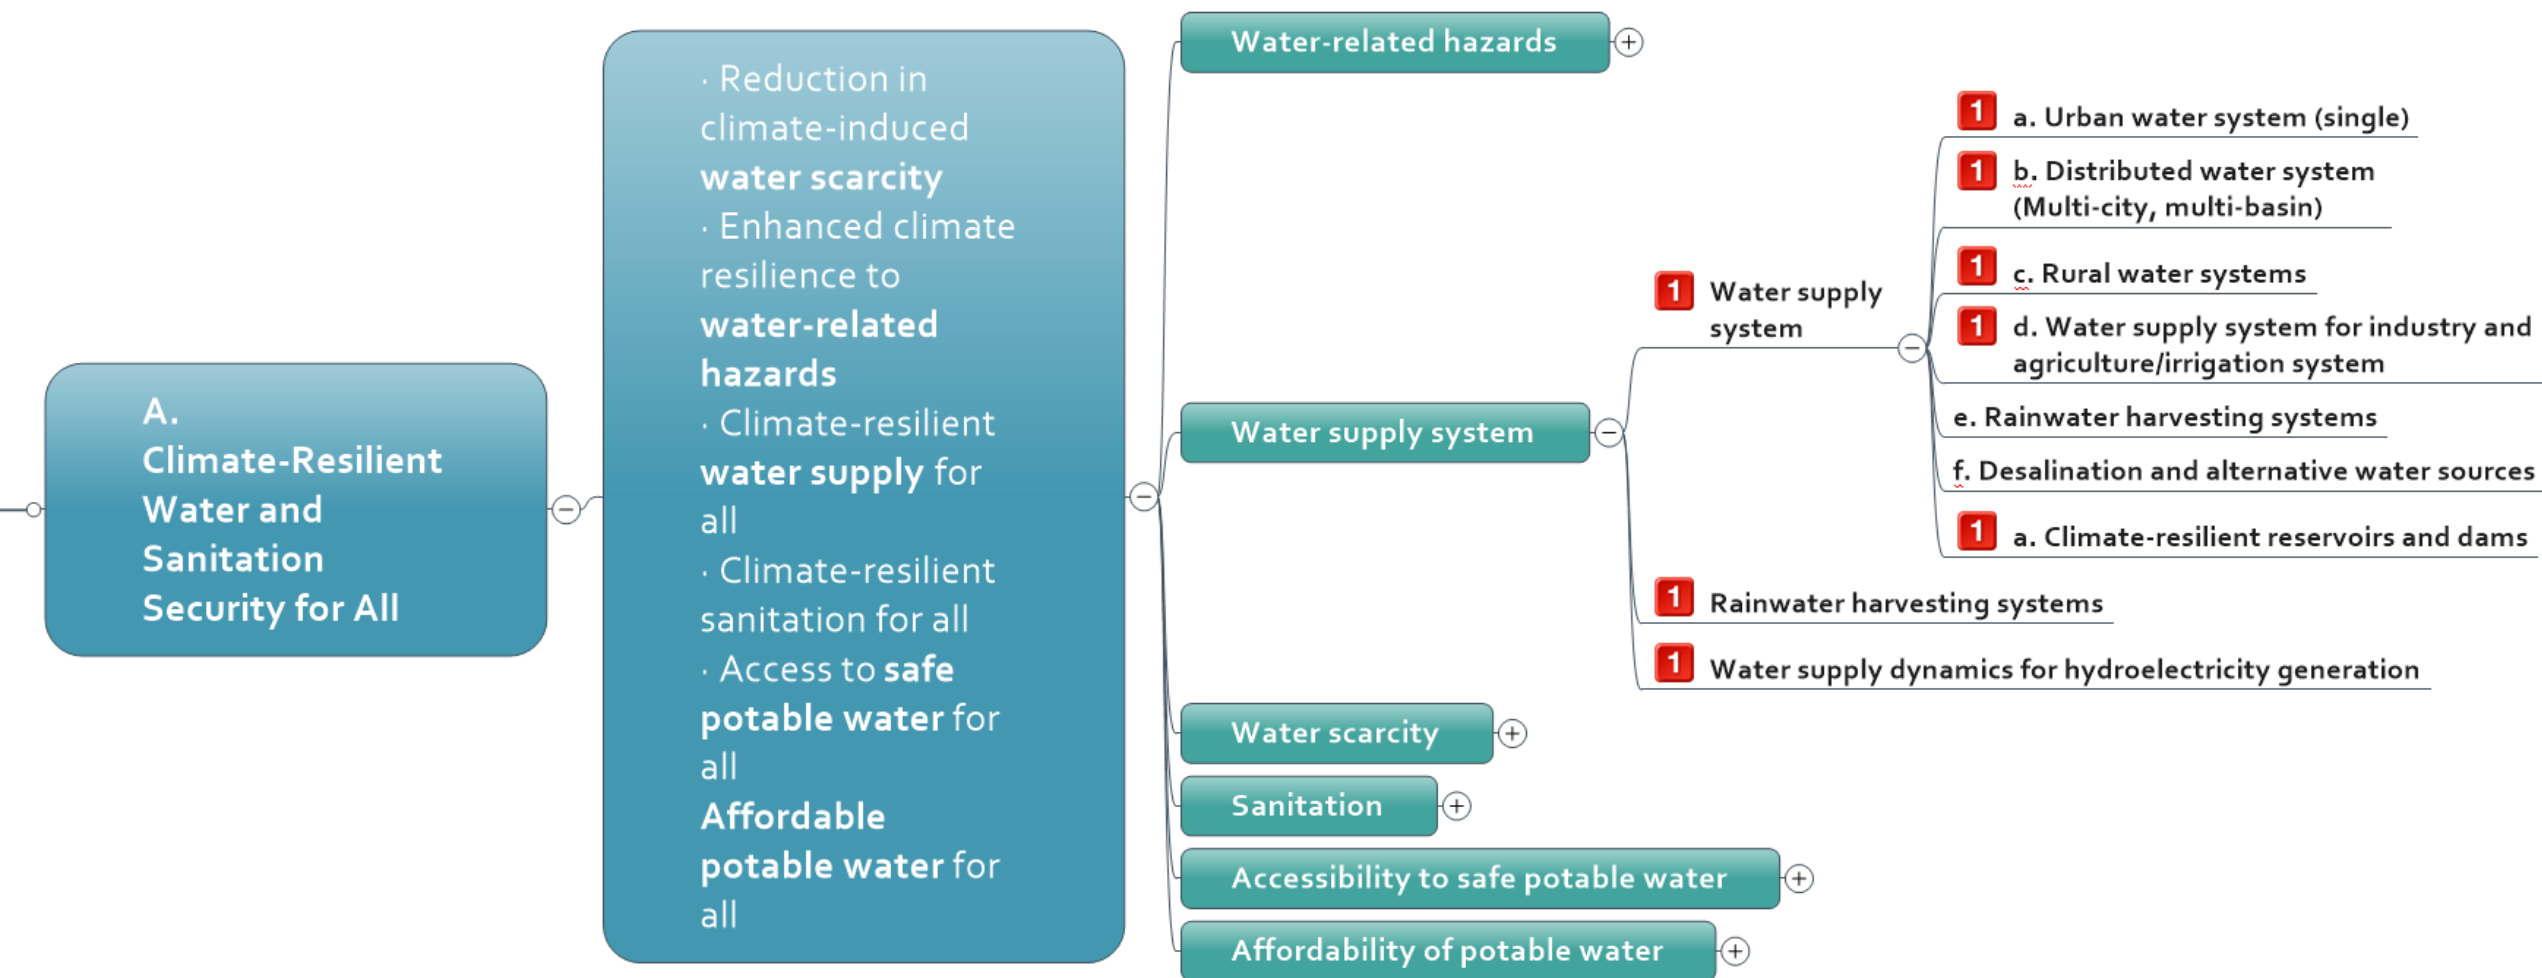 A.
Climate-Resilient
Water and
Sanitation
Security for All
· Reduction in
climate-induced
water scarcity
· Enhanced climate
resilience to
water-related
hazards
· Climate-resilient
water supply for
all
· Climate-resilient
sanitation for all
· Access to safe
potable water for
all
Affordable
potable water for
all
Water-related hazards
Water supply system
1 Water supply
system
1 a. Urban water system (single)
1 b. Distributed water system
(Multi-city, multi-basin)
1 c. Rural water systems
1 d. Water supply system for industry and
agriculture/irrigation system
e. Rainwater harvesting systems
f. Desalination and alternative water sources
1 a. Climate-resilient reservoirs and dams
1 Rainwater harvesting systems
1 Water supply dynamics for hydroelectricity generation
Water scarcity
Sanitation
Accessibility to safe potable water
Affordability of potable water